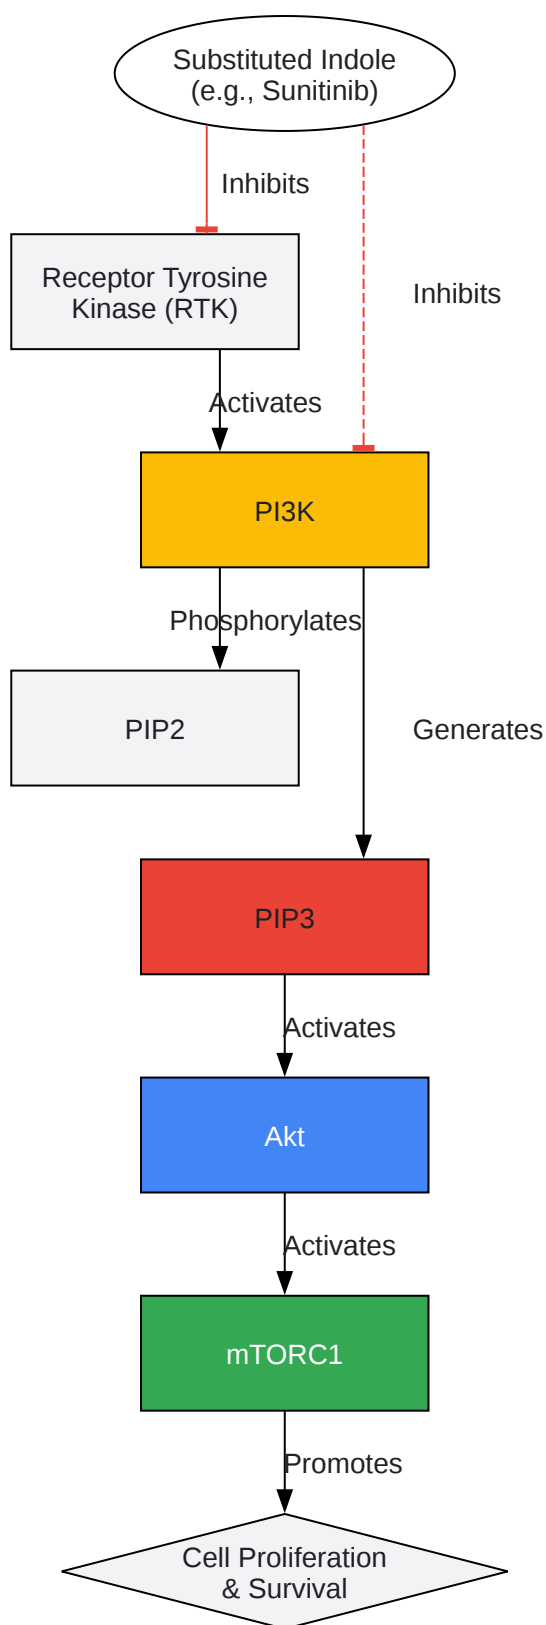 Substituted Indole
(e.g., Sunitinib)
Inhibits
Receptor Tyrosine
Kinase (RTK)
Inhibits
Activates
PI3K
Phosphorylates
PIP2
Generates
PIP3
Activates
Akt
Activates
mTORC1
Promotes
Cell Proliferation
& Survival